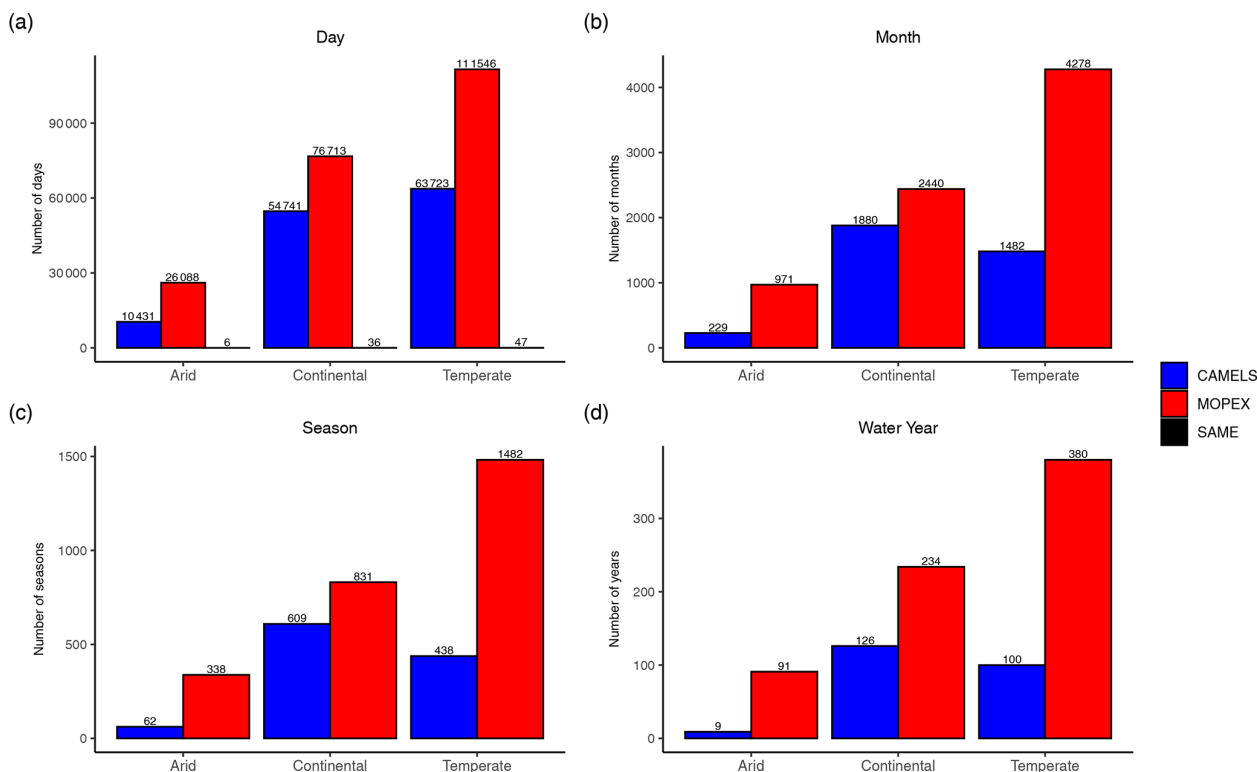 (a)
Day
Number of days
90 000
60 000
30 000
0
10 431
26 088
6
54 741
76 713
36
63 723
11 1546
47
Arid Continental Temperate
(b)
Month
Number of months
4000
3000
2000
1000
0
229
971
1880
2440
1482
4278
Arid Continental Temperate
(c)
Season
Number of seasons
1500
1000
500
0
62
338
609
831
438
1482
Arid Continental Temperate
(d)
Water Year
Number of years
300
200
100
0
9
91
126
234
100
380
Arid Continental Temperate
CAMELS
MOPEX
SAME